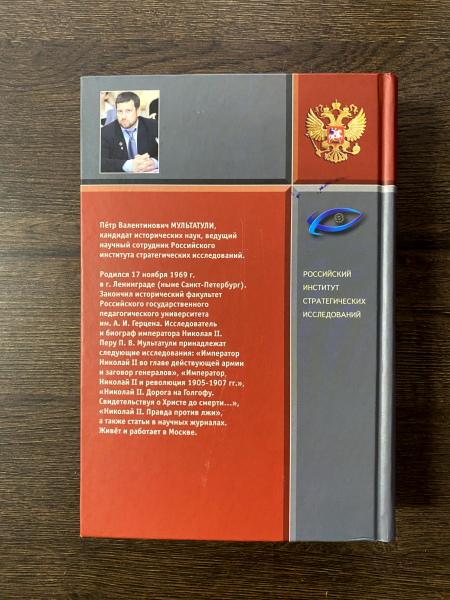 Пётр Валентинович МУЛЬТАТУЛИ,
кандидат исторических наук, ведущий
научный сотрудник Российского
института стратегических исследований.
Родился 17 ноября 1969 г.
в г. Ленинграде (ныне Санкт-Петербург).
Закончил исторический факультет
Российского государственного
педагогического университета
им. А. И. Герцена. Исследователь
и биограф императора Николая II.
Перу П. В. Мультатули принадлежат
следующие исследования: «Император
Николай II во главе действующей армии
и заговор генералов», «Император
Николай II и революция 1905-1907 гг.»,
«Николай II. Дорога на Голгофу.
Свидетельствуя о Христе до смерти...»,
«Николай II. Правда против лжи»,
а также статьи в научных журналах.
Живёт и работает в Москве.
РОССИЙСКИЙ
ИНСТИТУТ
СТРАТЕГИЧЕСКИХ
ИССЛЕДОВАНИЙ